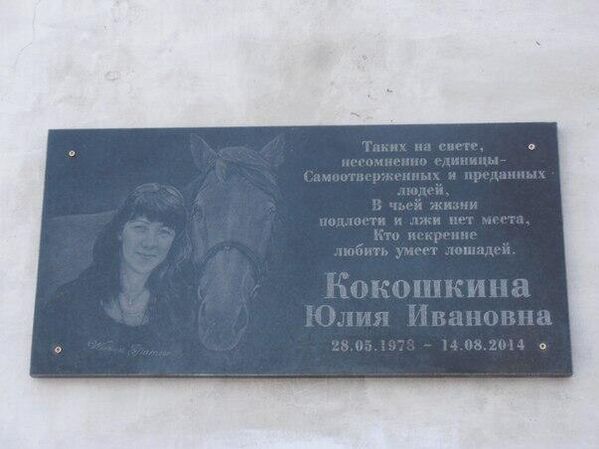 Таких на свете,
несомненно единицы-
Самоотверженных и преданных
людей,
В чьей жизни
подлости и лжи нет места,
Кто искренне
любить умеет лошадей.
Кокошкина
Юлия Ивановна
28.05.1978 - 14.08.2014